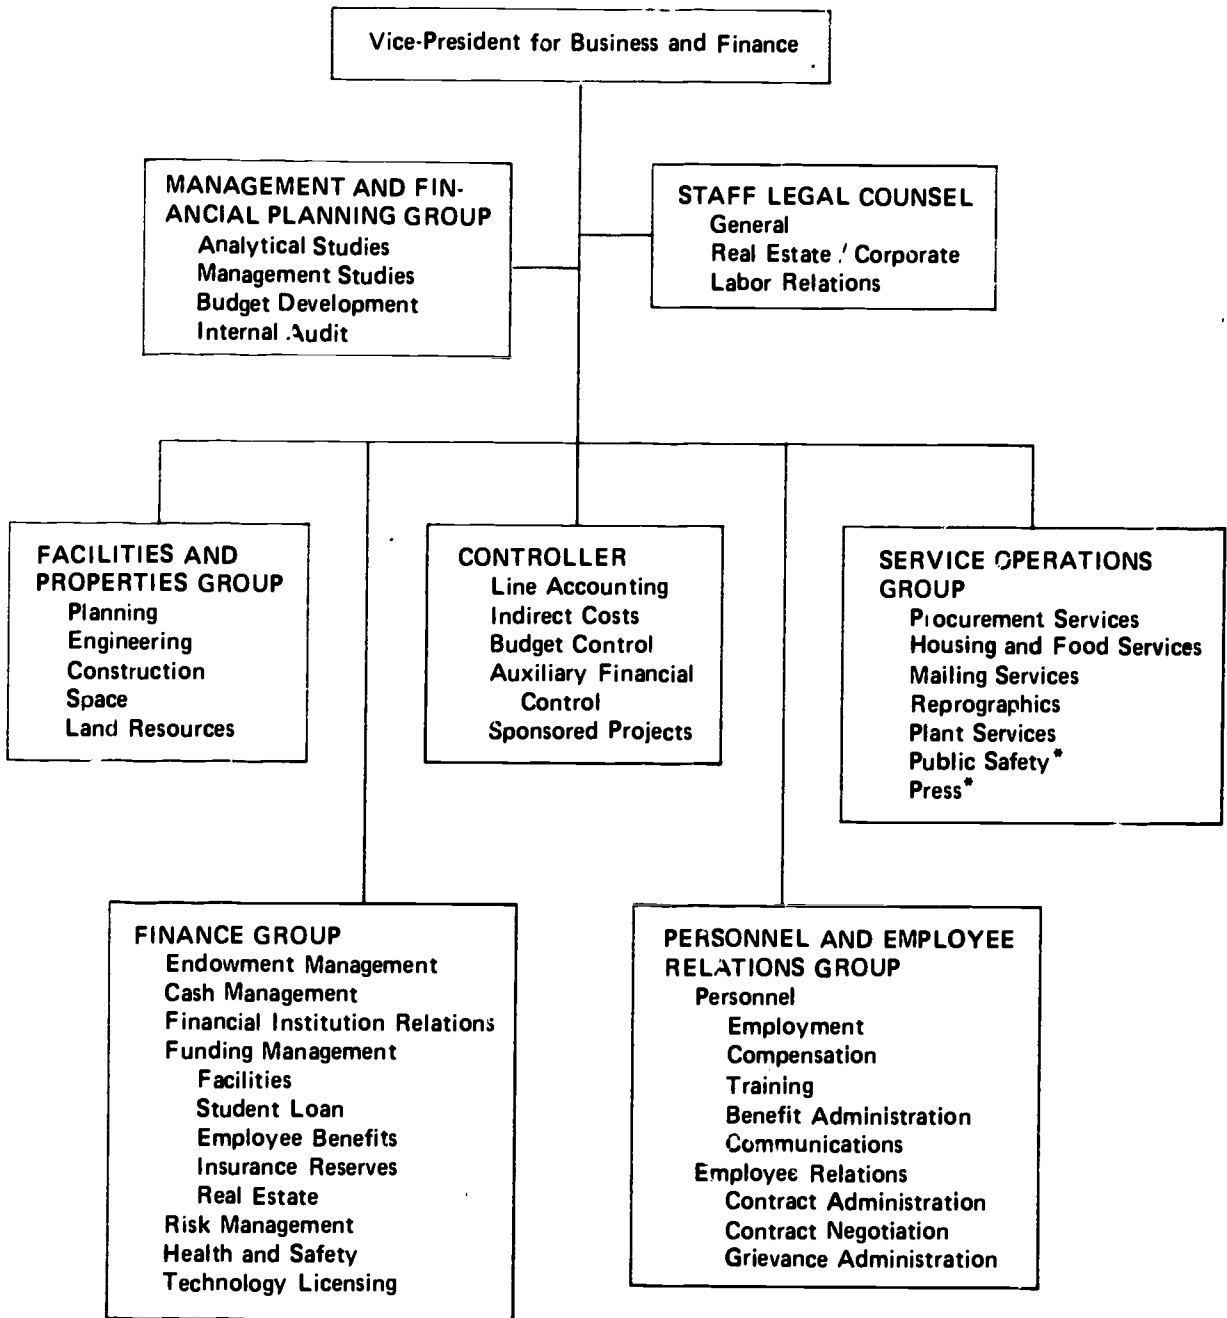 Vice-President for Business and Finance
MANAGEMENT AND FIN-
ANCIAL PLANNING GROUP
Analytical Studies
Management Studies
Budget Development
Internal Audit
STAFF LEGAL COUNSEL
General
Real Estate / Corporate
Labor Relations
FACILITIES AND
PROPERTIES GROUP
Planning
Engineering
Construction
Space
Land Resources
CONTROLLER
Line Accounting
Indirect Costs
Budget Control
Auxiliary Financial
Control
Sponsored Projects
SERVICE OPERATIONS
GROUP
Procurement Services
Housing and Food Services
Mailing Services
Reprographics
Plant Services
Public Safety*
Press*
FINANCE GROUP
Endowment Management
Cash Management
Financial Institution Relations
Funding Management
Facilities
Student Loan
Employee Benefits
Insurance Reserves
Real Estate
Risk Management
Health and Safety
Technology Licensing
PERSONNEL AND EMPLOYEE
RELATIONS GROUP
Personnel
Employment
Compensation
Training
Benefit Administration
Communications
Employee Relations
Contract Administration
Contract Negotiation
Grievance Administration